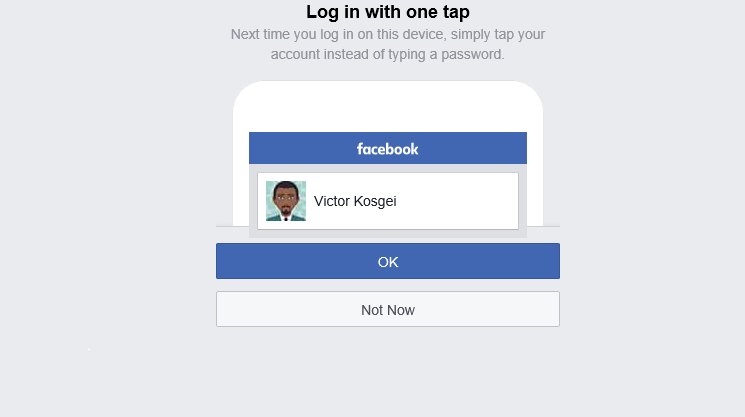 Log in with one tap
Next time you log in on this device, simply tap your
account instead of typing a password.
facebook
Victor Kosgei
OK
Not Now